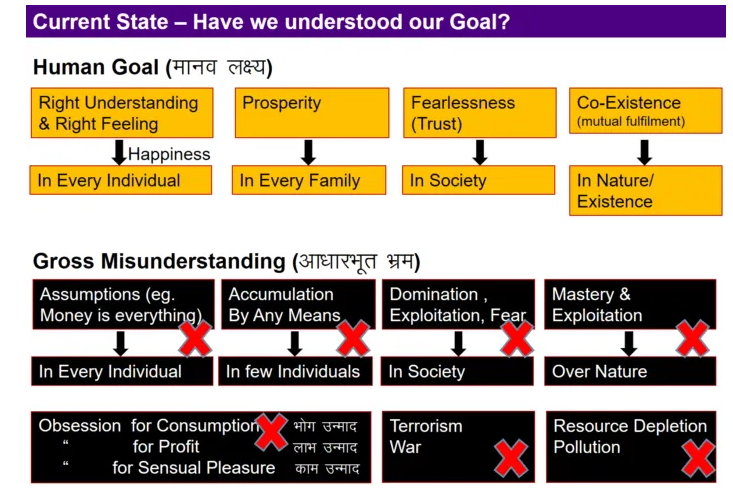 Current State – Have we understood our Goal?
Human Goal (मानव लक्ष्य)
Right Understanding
& Right Feeling
Prosperity
Fearlessness
(Trust)
Co-Existence
(mutual fulfilment)
Happiness
In Every Individual
In Every Family
In Society
In Nature/
Existence
Gross Misunderstanding (आधारभूत भ्रम)
Assumptions (eg.
Money is everything)
Accumulation
By Any Means
Domination ,
Exploitation, Fear
Mastery &
Exploitation
In Every Individual
In few Individuals
In Society
Over Nature
Obsession for Consumption भोग उन्माद
“ for Profit लाभ उन्माद
“ for Sensual Pleasure काम उन्माद
Terrorism
War
Resource Depletion
Pollution